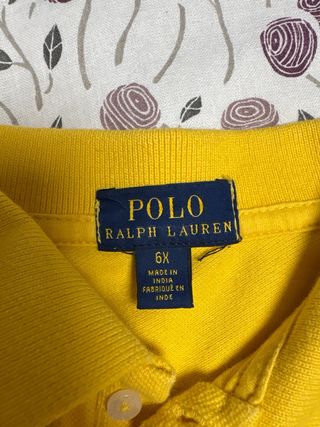 POLO
RALPH LAUREN
6X
MADE IN
INDIA
FABRIQUÉ EN
INDE